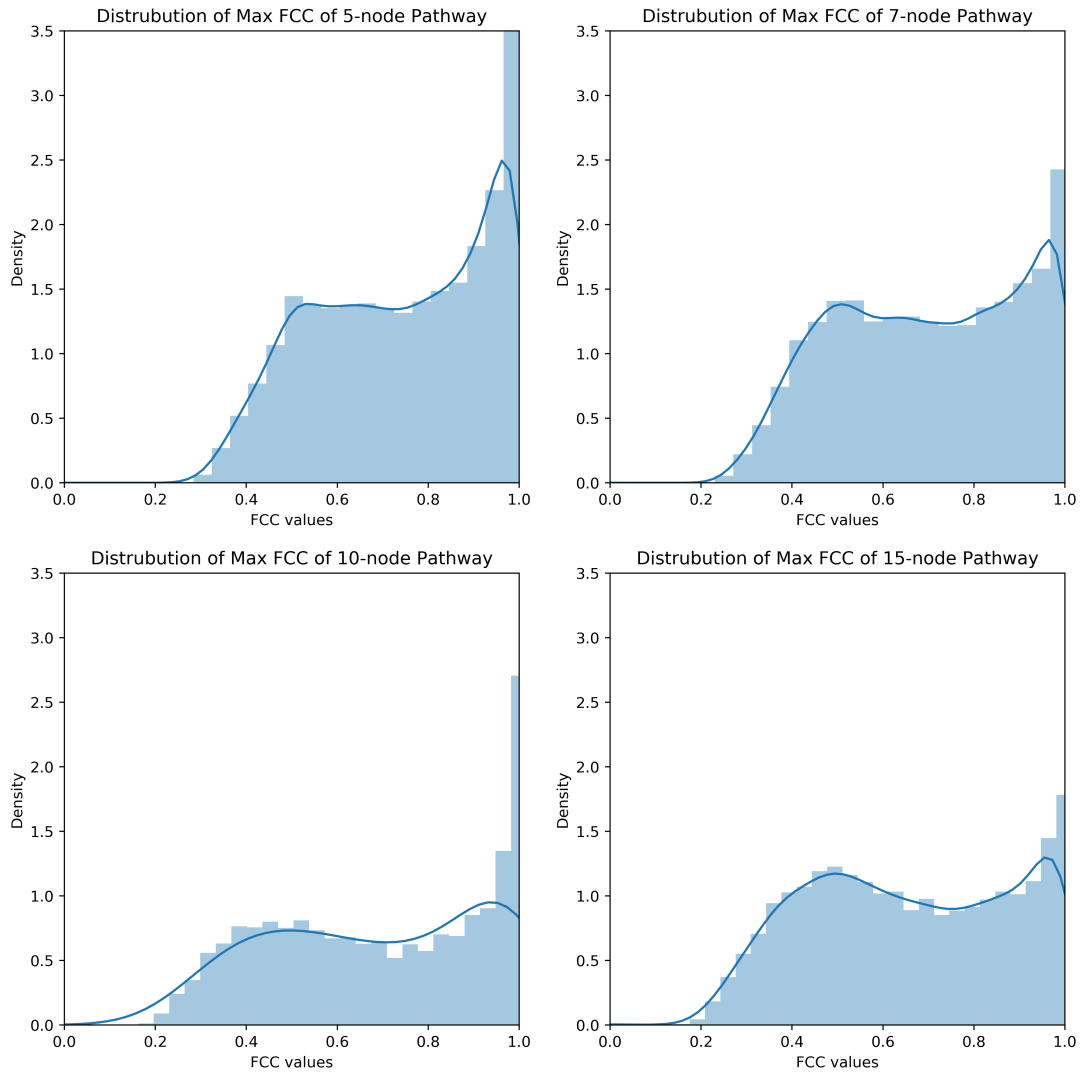 Distrubution of Max FCC of 5-node Pathway
3.5
3.0
2.5
2.0
1.5
1.0
0.5
0.0
Density
0.0 0.2 0.4 0.6 0.8 1.0
FCC values
Distrubution of Max FCC of 7-node Pathway
3.5
3.0
2.5
2.0
1.5
1.0
0.5
0.0
Density
0.0 0.2 0.4 0.6 0.8 1.0
FCC values
Distrubution of Max FCC of 10-node Pathway
3.5
3.0
2.5
2.0
1.5
1.0
0.5
0.0
Density
0.0 0.2 0.4 0.6 0.8 1.0
FCC values
Distrubution of Max FCC of 15-node Pathway
3.5
3.0
2.5
2.0
1.5
1.0
0.5
0.0
Density
0.0 0.2 0.4 0.6 0.8 1.0
FCC values